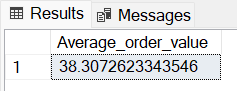 Results Messages
Average_order_value
1 38.3072623343546